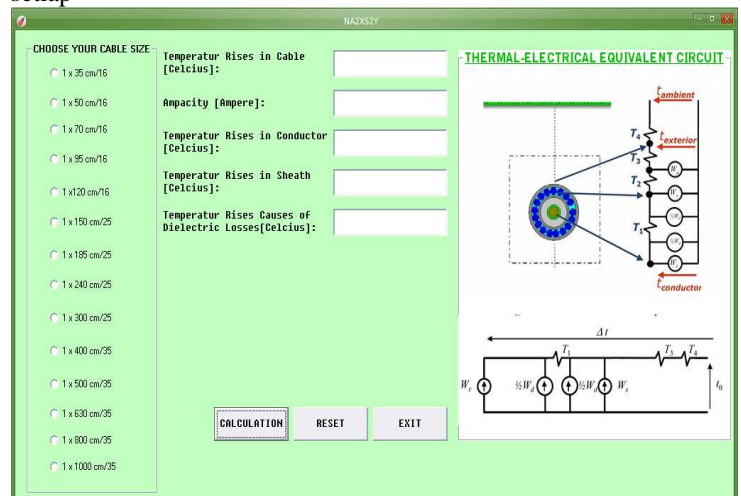 setiap
NA2XS2Y
CHOOSE YOUR CABLE SIZE
1 x 35 cm/16
1 x 50 cm/16
1 x 70 cm/16
1 x 95 cm/16
1 x120 cm/16
1 x 150 cm/25
1 x 185 cm/25
1 x 240 cm/25
1 x 300 cm/25
1 x 400 cm/35
1 x 500 cm/35
1 x 630 cm/35
1 x 800 cm/35
1 x 1000 cm/35
Temperatur Rises in Cable
[Celcius]:
Ampacity [Ampere]:
Temperatur Rises in Conductor
[Celcius]:
Temperatur Rises in Sheath
[Celcius]:
Temperatur Rises Causes of
Dielectric Losses[Celcius]:
CALCULATION RESET EXIT
THERMAL-ELECTRICAL EQUIVALENT CIRCUIT
tambient
T4
texterior
T3
T2
T1
tconductor
Δt
T1 T3 T4
Wc ½Wd ½Wd Ws t0